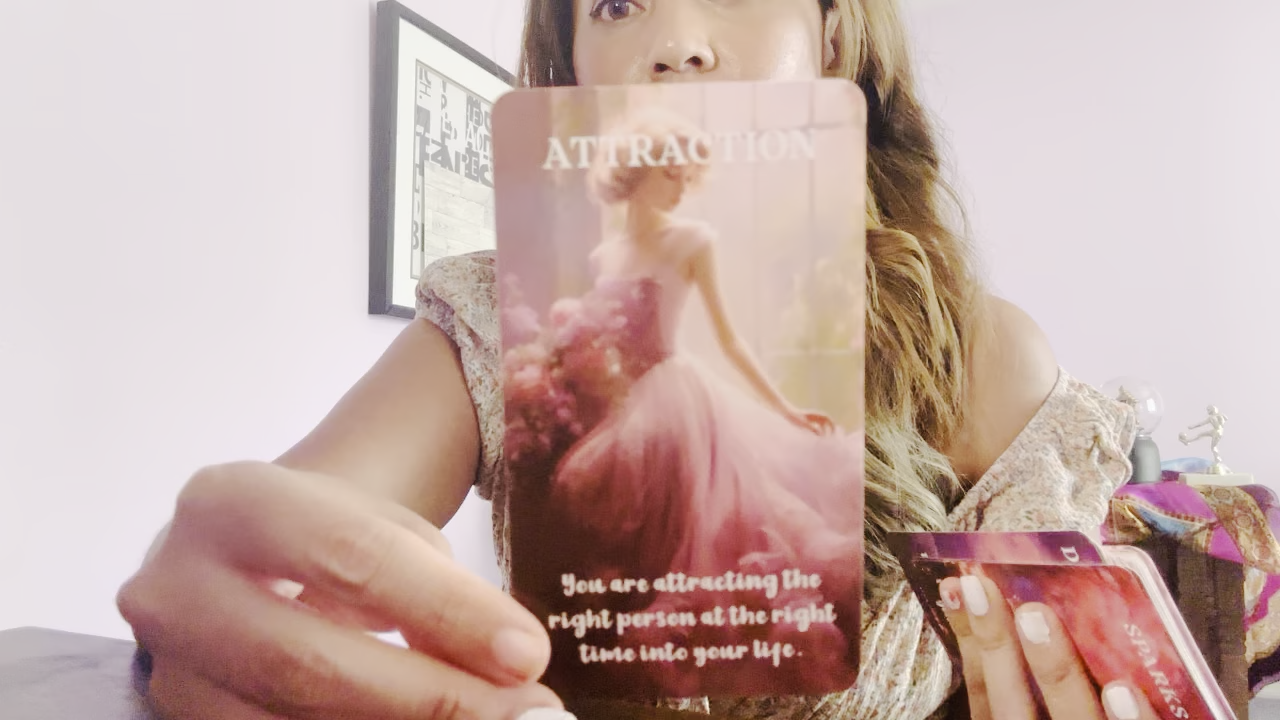 ATTRACTION
You are attracting the
right person at the right
time into your life.
D
SPARKS